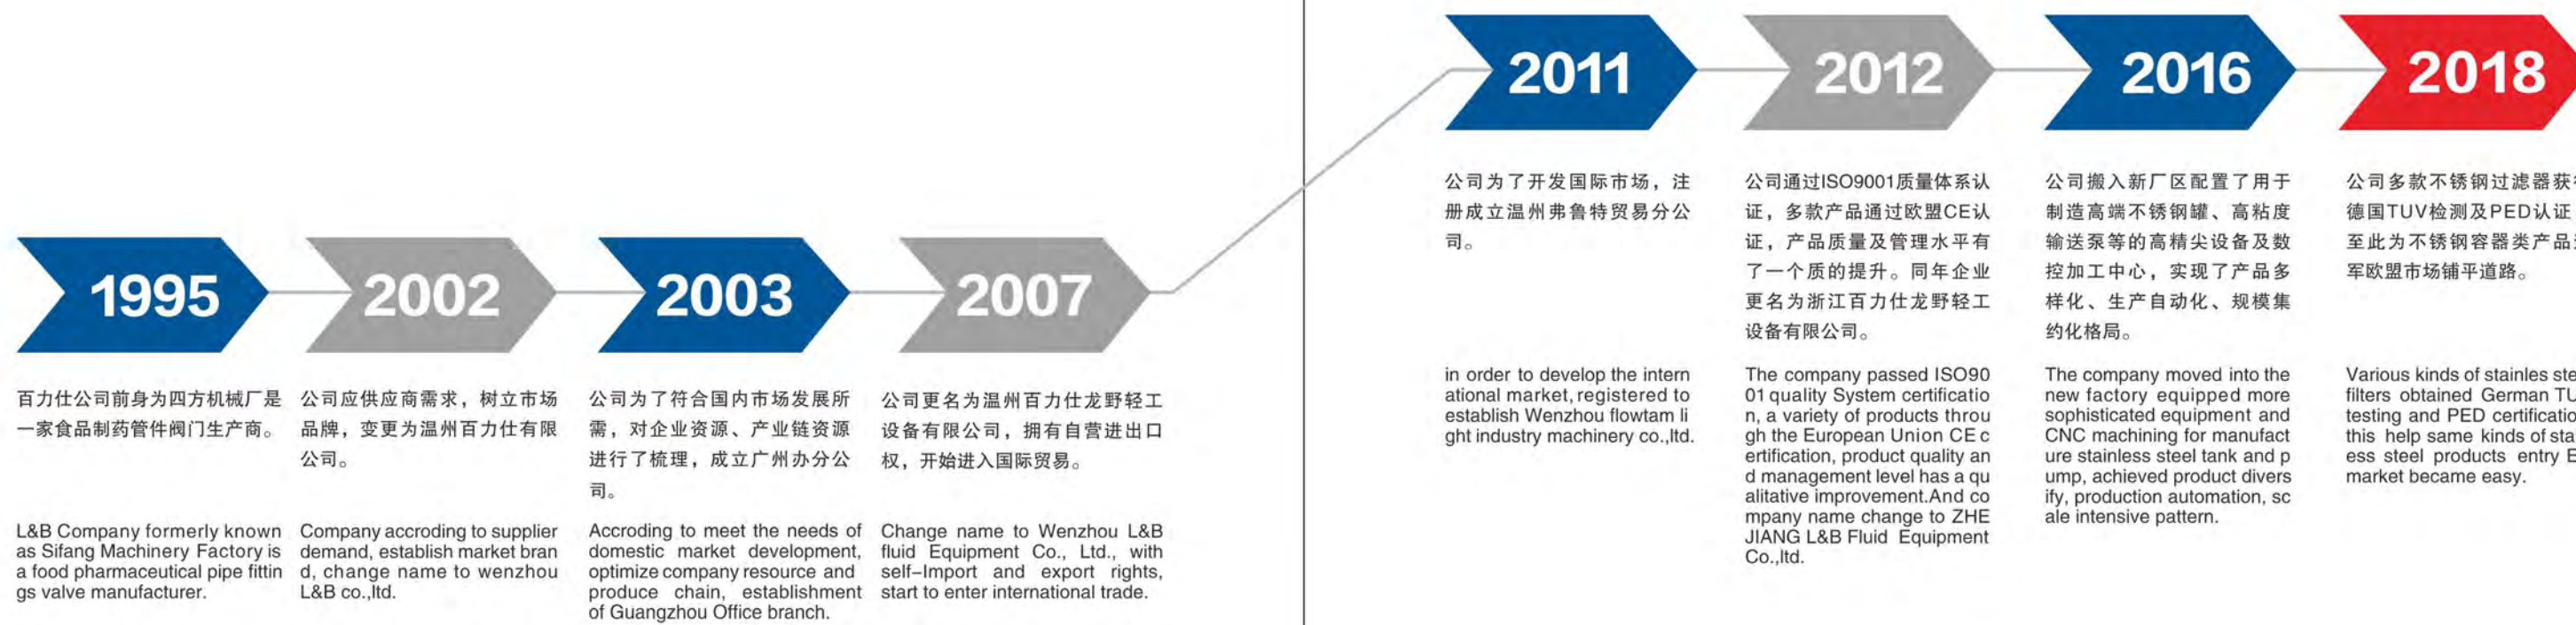 1995
百力仕公司前身为四方机械厂是
一家食品制药管件阀门生产商。
L&B Company formerly known
as Sifang Machinery Factory is
a food pharmaceutical pipe fittin
gs valve manufacturer.
2002
公司应供应商需求，树立市场
品牌，变更为温州百力仕有限
公司。
Company accroding to supplier
demand, establish market bran
d, change name to wenzhou
L&B co.,ltd.
2003
公司为了符合国内市场发展所
需，对企业资源、产业链资源
进行了梳理，成立广州办分公
司。
Accroding to meet the needs of
domestic market development,
optimize company resource and
produce chain, establishment
of Guangzhou Office branch.
2007
公司更名为温州百力仕龙野轻工
设备有限公司，拥有自营进出口
权，开始进入国际贸易。
Change name to Wenzhou L&B
fluid Equipment Co., Ltd., with
self-Import and export rights,
start to enter international trade.
2011
公司为了开发国际市场，注
册成立温州弗鲁特贸易分公
司。
in order to develop the intern
ational market, registered to
establish Wenzhou flowtam li
ght industry machinery co.,ltd.
2012
公司通过ISO9001质量体系认
证，多款产品通过欧盟CE认
证，产品质量及管理水平有
了一个质的提升。同年企业
更名为浙江百力仕龙野轻工
设备有限公司。
The company passed ISO90
01 quality System certificatio
n, a variety of products throu
gh the European Union CE c
ertification, product quality an
d management level has a qu
alitative improvement.And co
mpany name change to ZHE
JIANG L&B Fluid Equipment
Co.,ltd.
2016
公司搬入新厂区配置了用于
制造高端不锈钢罐、高粘度
输送泵等的高精尖设备及数
控加工中心，实现了产品多
样化、生产自动化、规模集
约化格局。
The company moved into the
new factory equipped more
sophisticated equipment and
CNC machining for manufact
ure stainless steel tank and p
ump, achieved product divers
ify, production automation, sc
ale intensive pattern.
2018
公司多款不锈钢过滤器获
德国TUV检测及PED认证
至此为不锈钢容器类产品
军欧盟市场铺平道路。
Various kinds of stainles ste
filters obtained German TU
testing and PED certificatio
this help same kinds of sta
ess steel products entry E
market became easy.